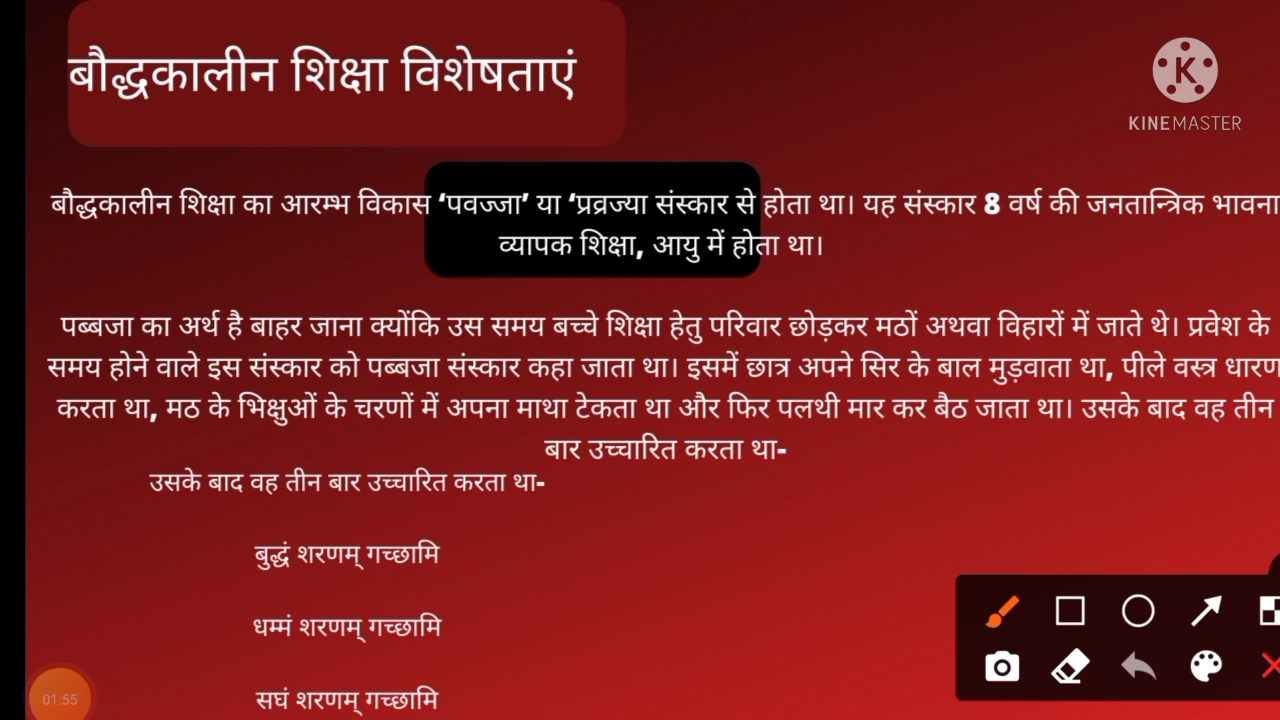 बौद्धकालीन शिक्षा विशेषताएं
KINEMASTER
बौद्धकालीन शिक्षा का आरम्भ विकास ‘पवज्जा’ या ‘प्रव्रज्या संस्कार से होता था। यह संस्कार 8 वर्ष की जनतान्त्रिक भावना
व्यापक शिक्षा, आयु में होता था।
पब्बजा का अर्थ है बाहर जाना क्योंकि उस समय बच्चे शिक्षा हेतु परिवार छोड़कर मठों अथवा विहारों में जाते थे। प्रवेश के
समय होने वाले इस संस्कार को पब्बजा संस्कार कहा जाता था। इसमें छात्र अपने सिर के बाल मुड़वाता था, पीले वस्त्र धारण
करता था, मठ के भिक्षुओं के चरणों में अपना माथा टेकता था और फिर पलथी मार कर बैठ जाता था। उसके बाद वह तीन
बार उच्चारित करता था-
उसके बाद वह तीन बार उच्चारित करता था-
बुद्धं शरणम् गच्छामि
धम्मं शरणम् गच्छामि
सघं शरणम् गच्छामि
01:55